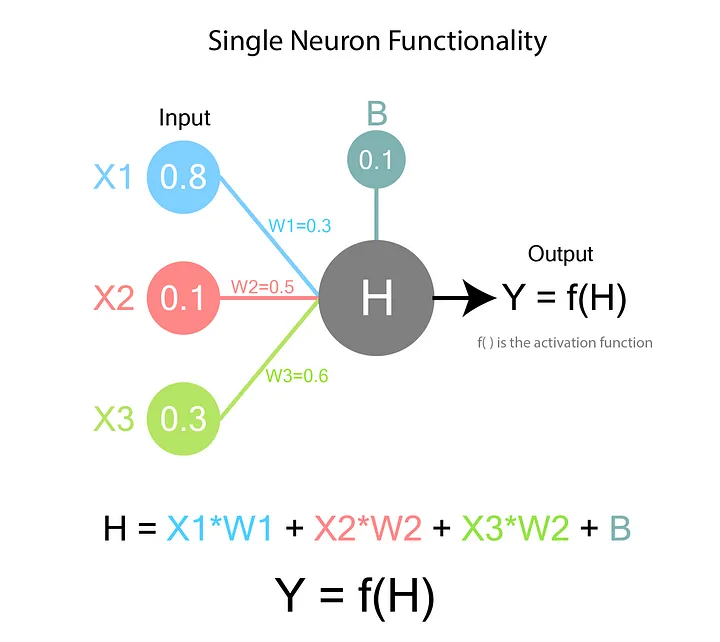 Single Neuron Functionality
Input
B
X1
0.8
0.1
W1=0.3
Output
X2
0.1
W2=0.5
H
Y = f(H)
f( ) is the activation function
W3=0.6
X3
0.3
H = X1*W1 + X2*W2 + X3*W2 + B
Y = f(H)